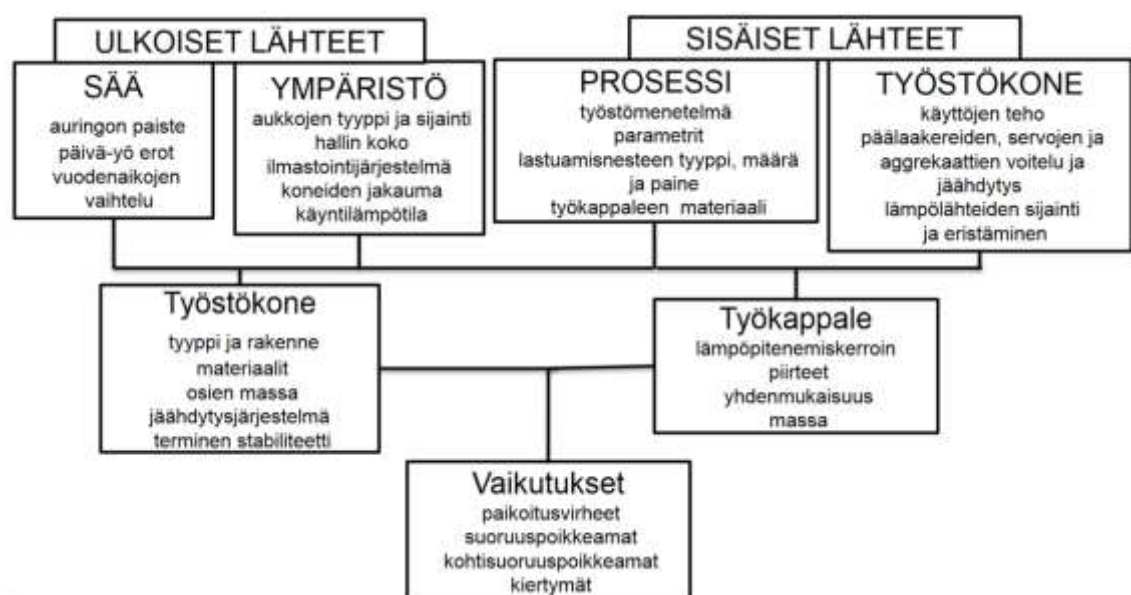 ULKOISET LÄHTEET
SÄÄ
auringon paiste
päivä-yö erot
vuodenaikojen
vaihtelu
YMPÄRISTÖ
aukkojen tyyppi ja sijainti
hallin koko
ilmastointijärjestelmä
koneiden jakauma
käyntilämpötila
SISÄISET LÄHTEET
PROSESSI
työstömenetelmä
parametrit
lastuamisnesteen tyyppi, määrä
ja paine
työkappaleen materiaali
TYÖSTÖKONE
käyttöjen teho
päälaakereiden, servojen ja
aggrekaattien voitelu ja
jäähdytys
lämpölähteiden sijainti
ja eristäminen
Työstökone
tyyppi ja rakenne
materiaalit
osien massa
jäähdytysjärjestelmä
terminen stabiliteetti
Työkappale
lämpöpitenemiskerroin
piirteet
yhdenmukaisuus
massa
Vaikutukset
paikoitusvirheet
suoruuspoikkeamat
kohtisuoruuspoikkeamat
kiertymät